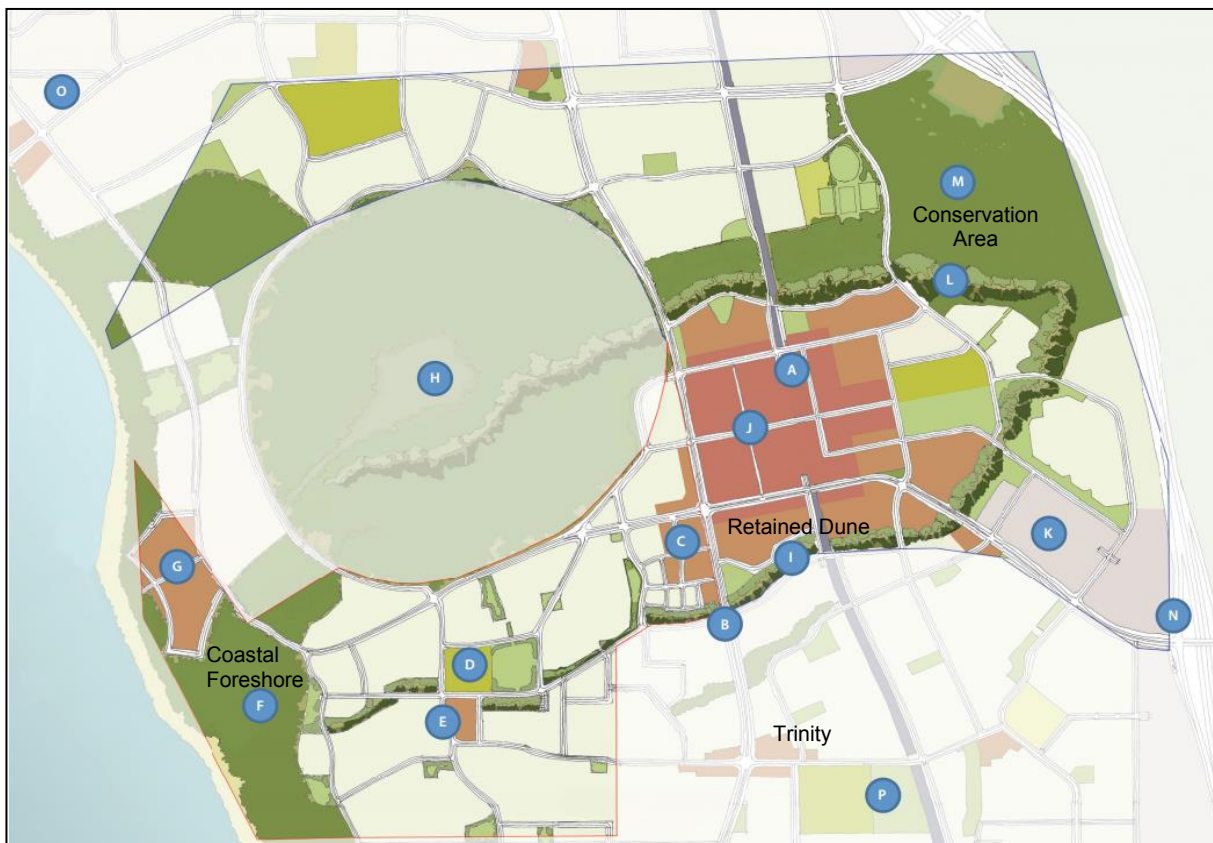 O
M
Conservation
Area
L
A
H
J
Retained Dune
C
K
I
G
N
B
Coastal
Foreshore
D
F
E
Trinity
P